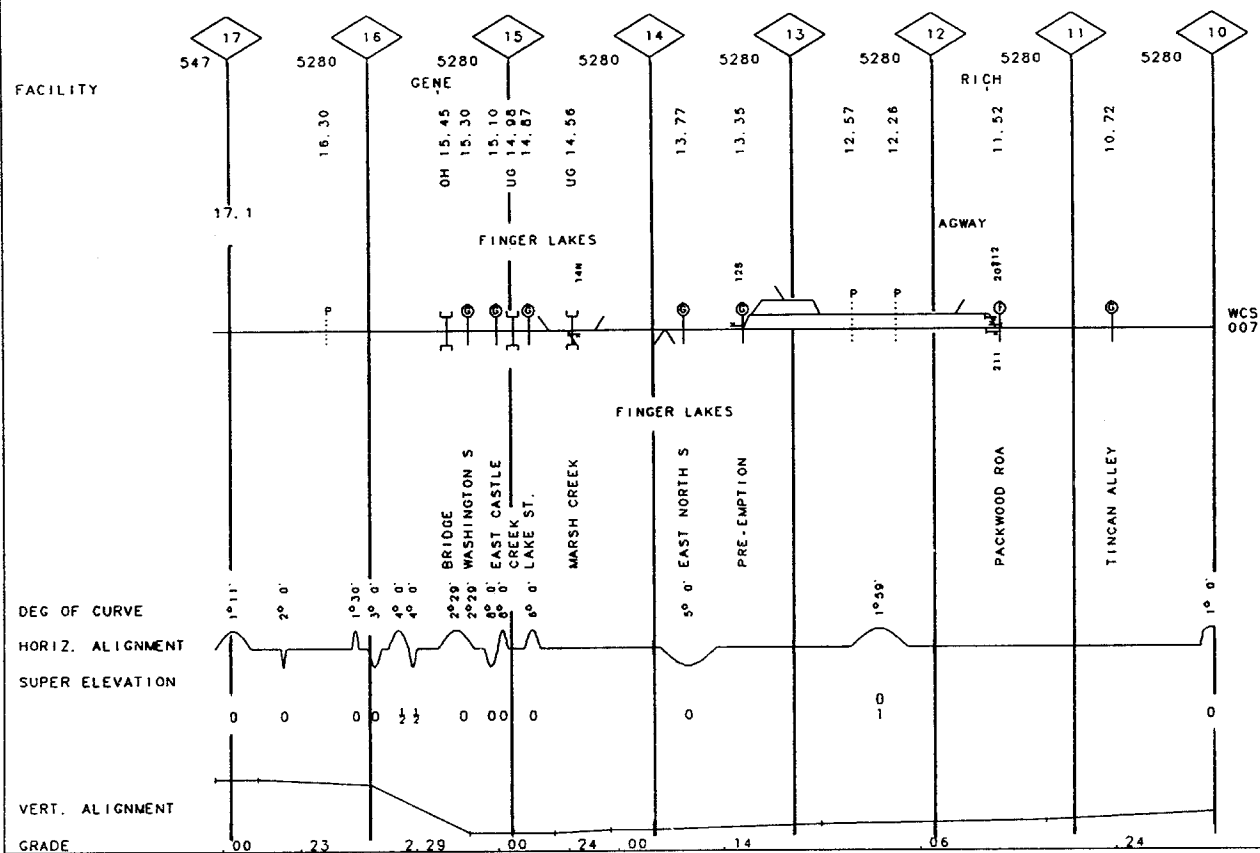 17 16 15 14 13 12 11 10
547 5280 5280 5280 5280 5280 5280 5280
FACILITY
GENE
RICH
16.30
OH 15.45
15.30
15.10
UG 14.98
14.87
UG 14.56
13.77
13.35
12.57
12.26
11.52
10.72
17.1
FINGER LAKES
AGWAY
14N
12S
212
P
G
G
G
G
P
P
G
WCS
007
211
FINGER LAKES
BRIDGE
WASHINGTON S
EAST CASTLE
CREEK
LAKE ST.
MARSH CREEK
EAST NORTH S
PRE-EMPTION
PACKWOOD ROA
TINCAN ALLEY
DEG OF CURVE
1°11' 2° 0' 1°30' 3° 0' 4° 0' 4° 0' 2°29' 2°29' 8° 0' 8° 0' 6° 0' 5° 0' 1°59' 1° 0'
HORIZ. ALIGNMENT
SUPER ELEVATION
0 0 0 0 ½ ½ 0 0 0 0 0 0 1 0
VERT. ALIGNMENT
GRADE .00 .23 2.29 .00 .24 .00 .14 .06 .24